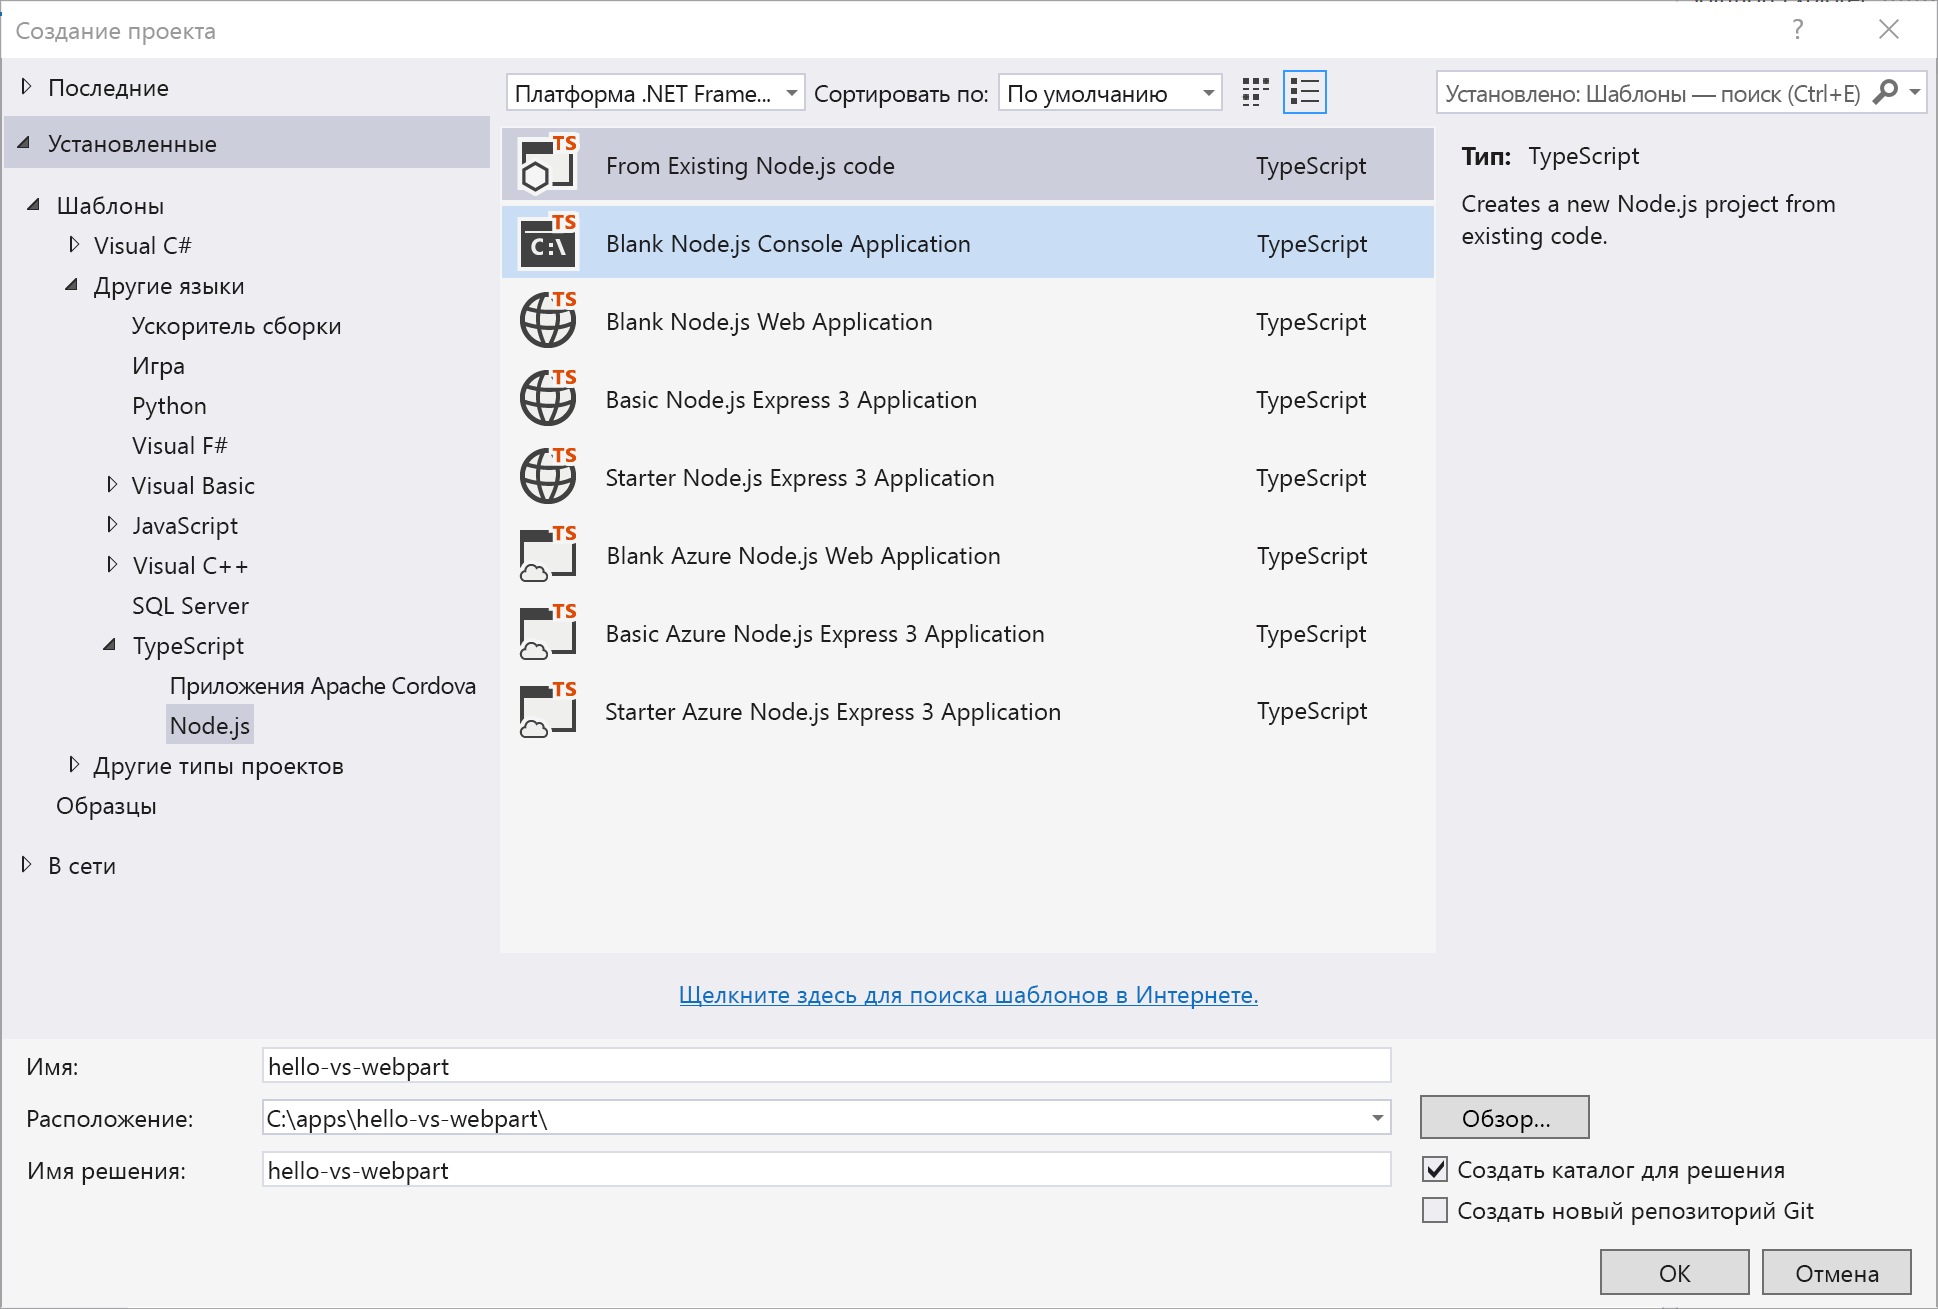 Создание проекта
?
Последние
Установленные
Шаблоны
Visual C#
Другие языки
Ускоритель сборки
Игра
Python
Visual F#
Visual Basic
JavaScript
Visual C++
SQL Server
TypeScript
Приложения Apache Cordova
Node.js
Другие типы проектов
Образцы
В сети
Платформа .NET Frame...
Сортировать по:
По умолчанию
Установлено: Шаблоны — поиск (Ctrl+E)
TS From Existing Node.js code TypeScript
TS C:\ Blank Node.js Console Application TypeScript
TS Blank Node.js Web Application TypeScript
TS Basic Node.js Express 3 Application TypeScript
TS Starter Node.js Express 3 Application TypeScript
TS Blank Azure Node.js Web Application TypeScript
TS Basic Azure Node.js Express 3 Application TypeScript
TS Starter Azure Node.js Express 3 Application TypeScript
Тип: TypeScript
Creates a new Node.js project from
existing code.
Щелкните здесь для поиска шаблонов в Интернете.
Имя: hello-vs-webpart
Расположение: C:\apps\hello-vs-webpart\
Обзор...
Имя решения: hello-vs-webpart
Создать каталог для решения
Создать новый репозиторий Git
OK
Отмена